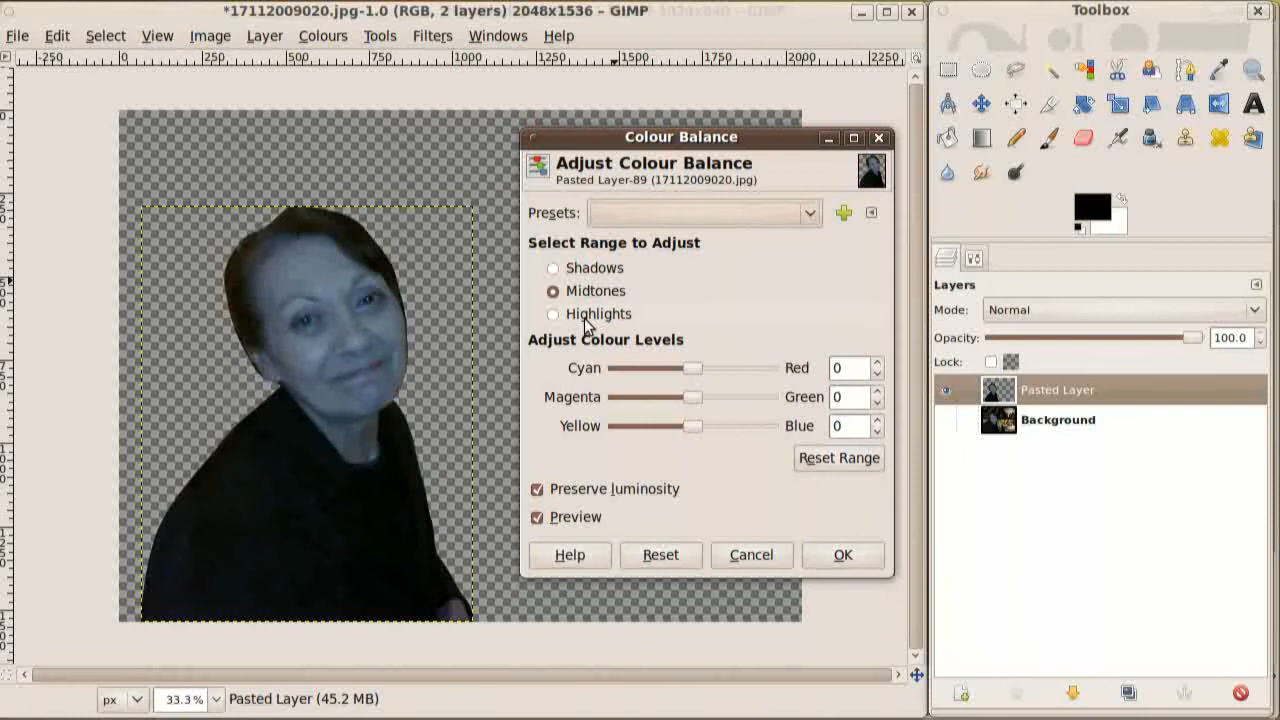 *17112009020.jpg-1.0 (RGB, 2 layers) 2048x1536 – GIMP
File Edit Select View Image Layer Colours Tools Filters Windows Help
-250 0 250 500 750 1000 1250 1500 1750 2000 2250
Colour Balance
Adjust Colour Balance
Pasted Layer-89 (17112009020.jpg)
Presets:
Select Range to Adjust
Shadows
Midtones
Highlights
Adjust Colour Levels
Cyan Red 0
Magenta Green 0
Yellow Blue 0
Reset Range
Preserve luminosity
Preview
Help Reset Cancel OK
px 33.3% Pasted Layer (45.2 MB)
Toolbox
Layers
Mode: Normal
Opacity: 100.0
Lock:
Pasted Layer
Background